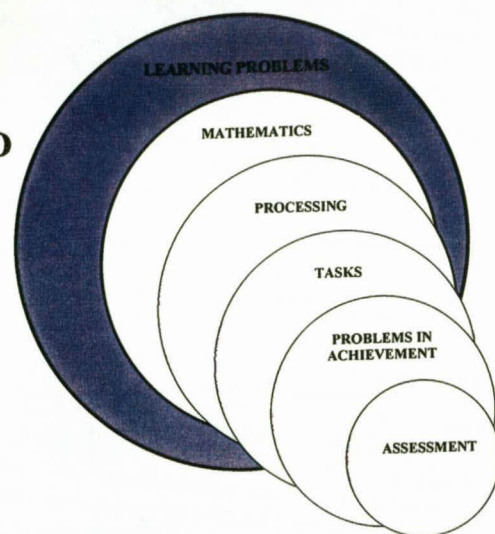 LEARNING PROBLEMS
MATHEMATICS
PROCESSING
TASKS
PROBLEMS IN
ACHIEVEMENT
ASSESSMENT